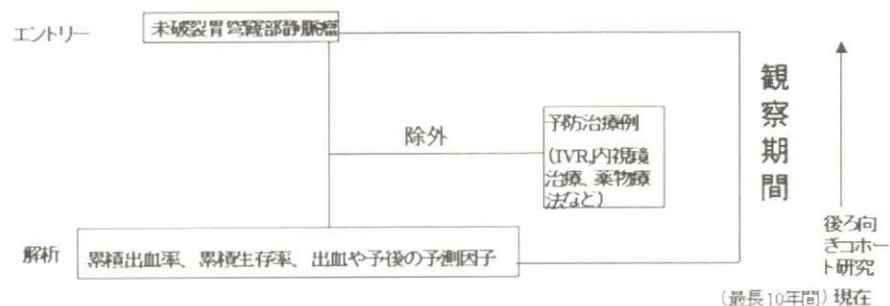 エントリー
未破裂胃穹窿部静脈瘤
除外
予防治療例
(IVR,内視鏡
治療、薬物療
法など)
観察期間
解析
累積出血率、累積生存率、出血や予後の予測因子
後ろ向
きコホー
ト研究
(最長10年間) 現在